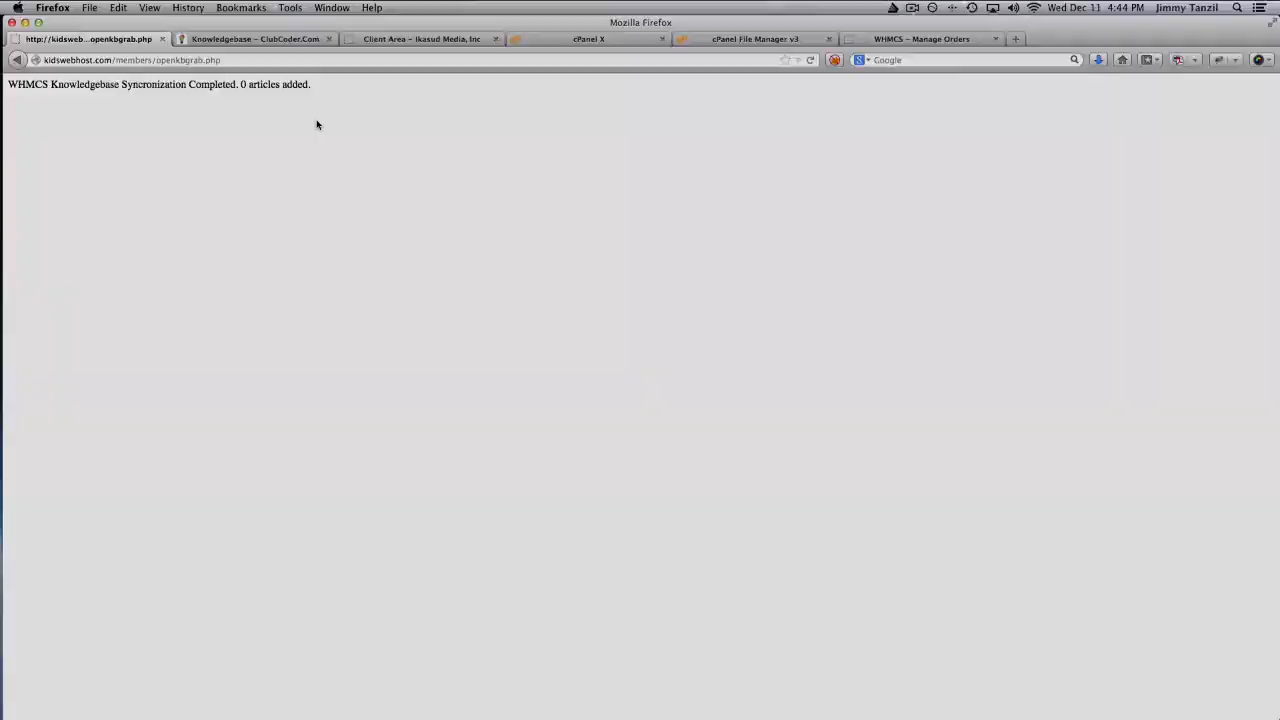 Firefox File Edit View History Bookmarks Tools Window Help Wed Dec 11 4:44 PM Jimmy Tanzil
Mozilla Firefox
http://kidsweb...openkbgrab.php Knowledgebase – ClubCoder.Com Client Area – Ikasud Media, Inc cPanel X cPanel File Manager v3 WHMCS – Manage Orders
kidswebhost.com/members/openkbgrab.php Google
WHMCS Knowledgebase Syncronization Completed. 0 articles added.